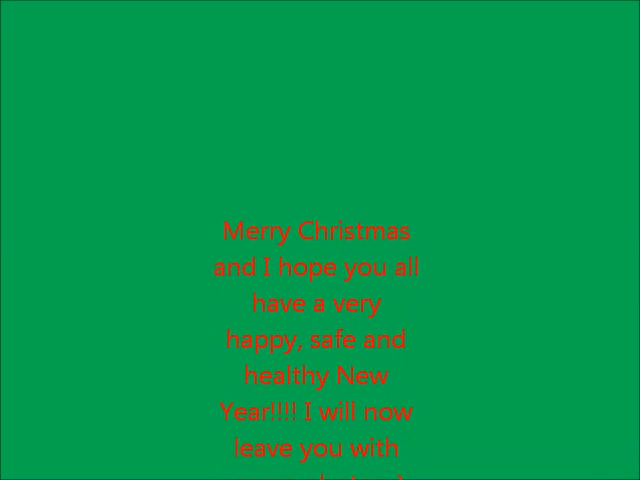 Merry Christmas
and I hope you all
have a very
happy, safe and
healthy New
Year!!!! I will now
leave you with